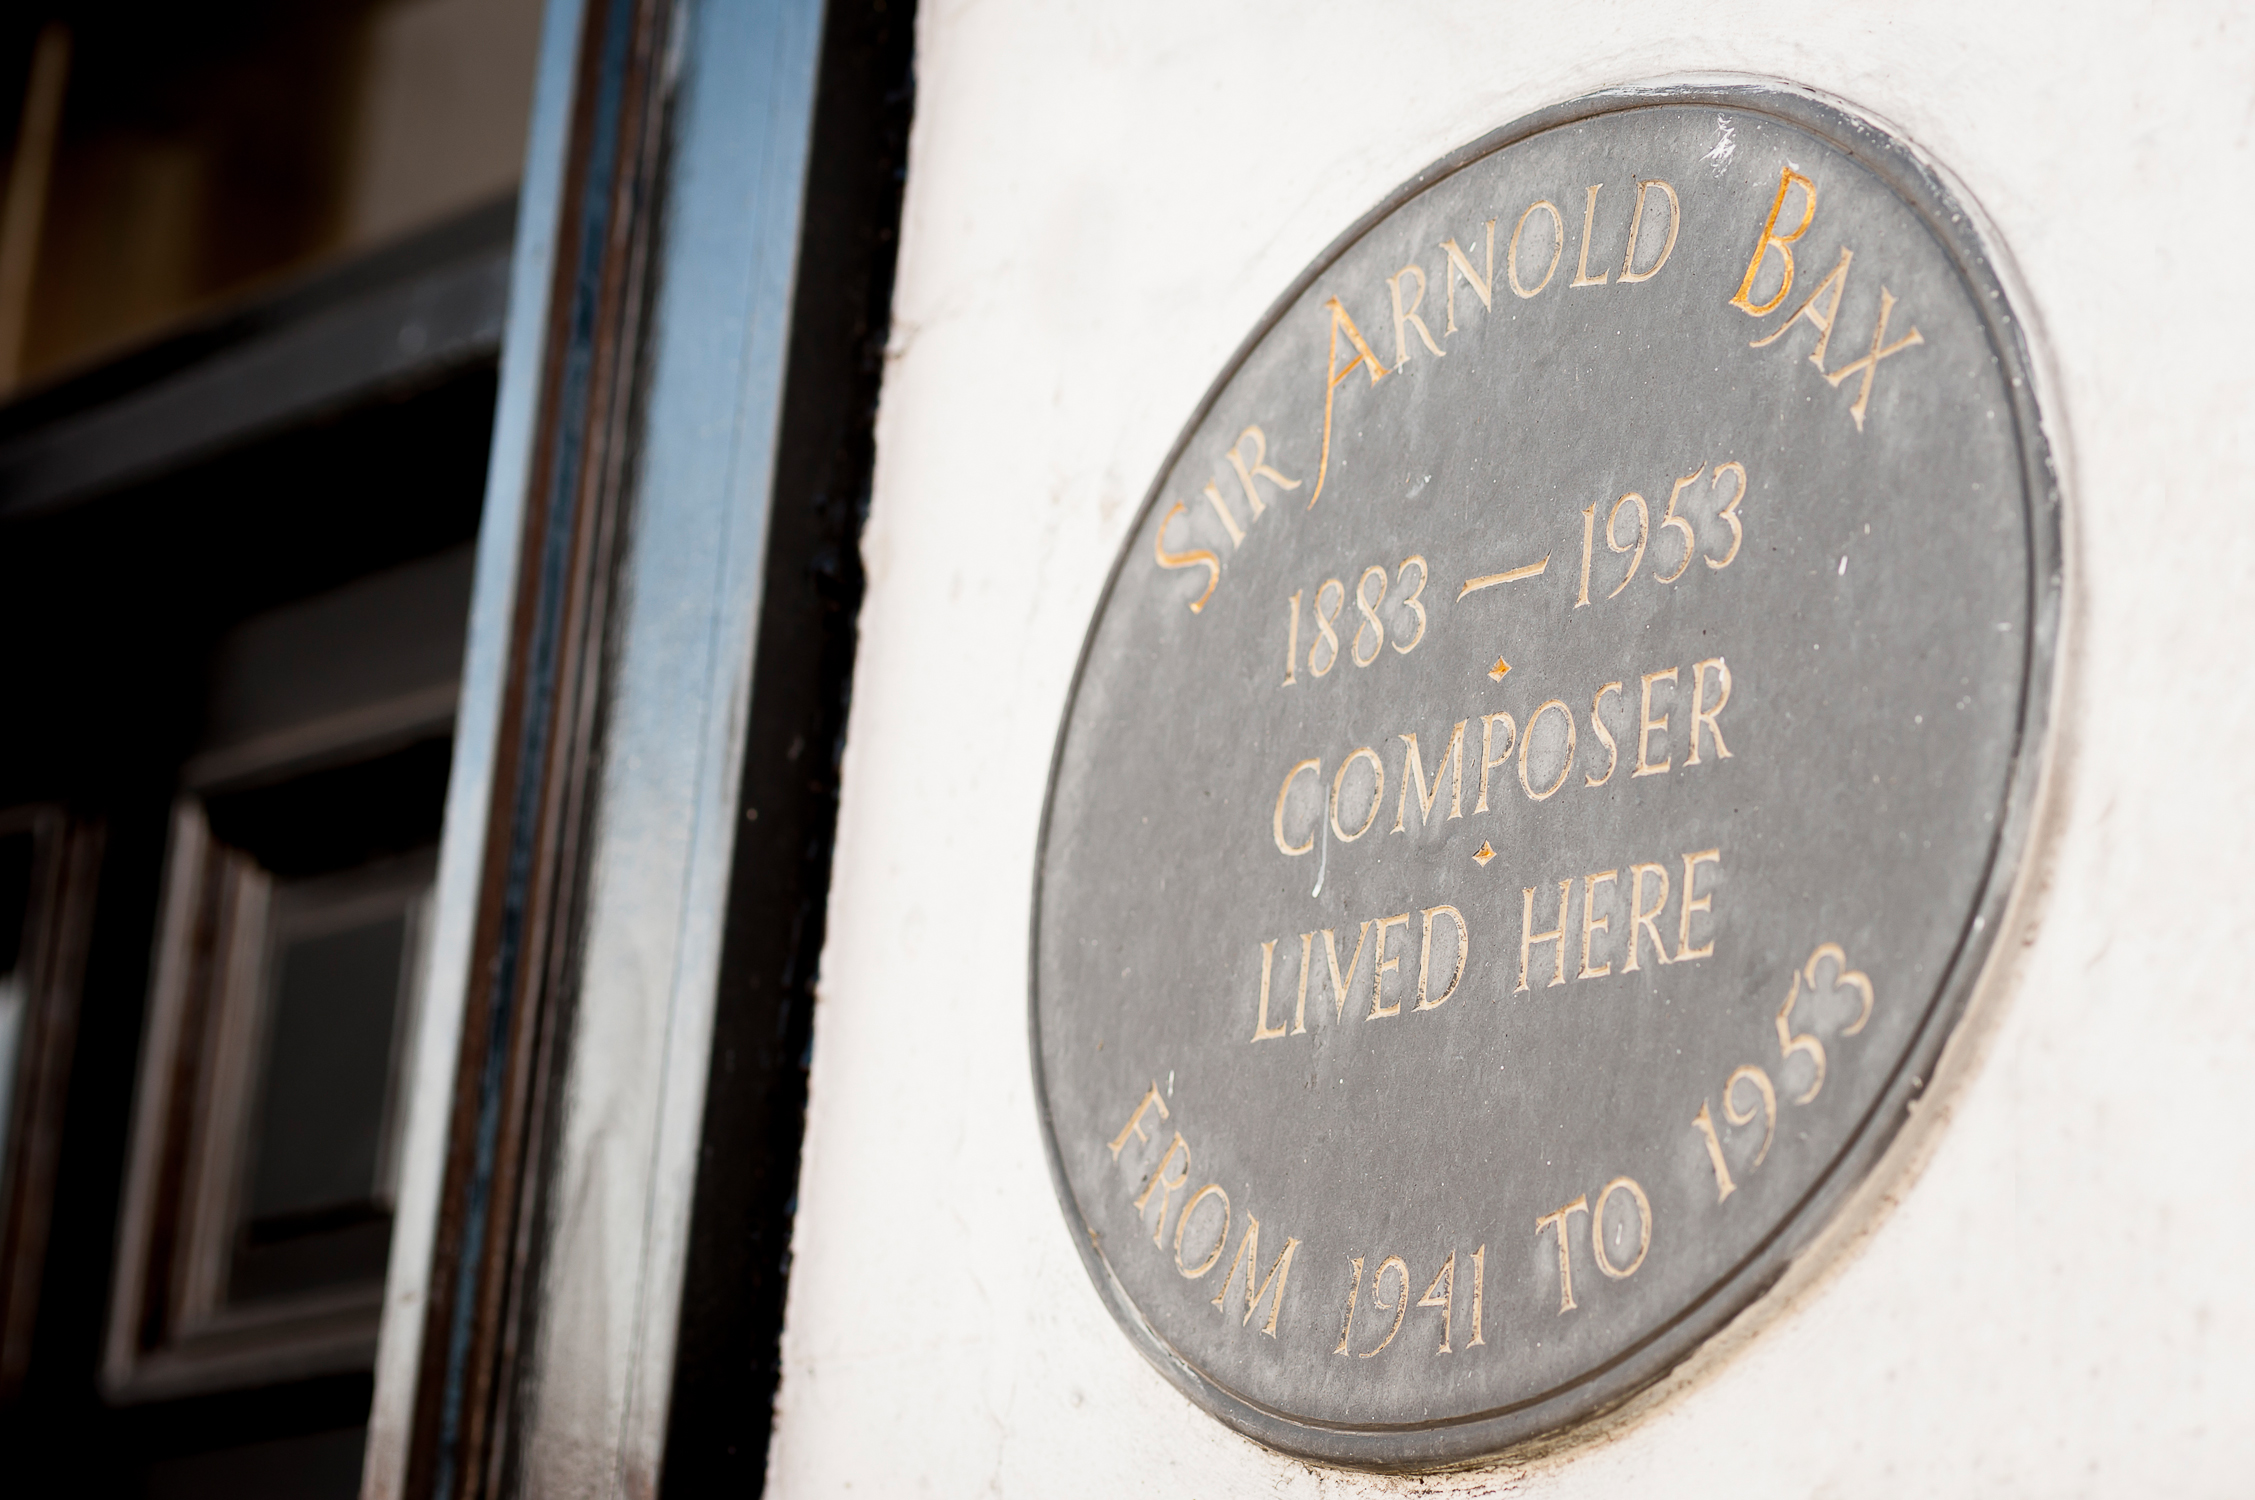 SIR ARNOLD BAX
1883 — 1953
COMPOSER
LIVED HERE
FROM 1941 TO 1953